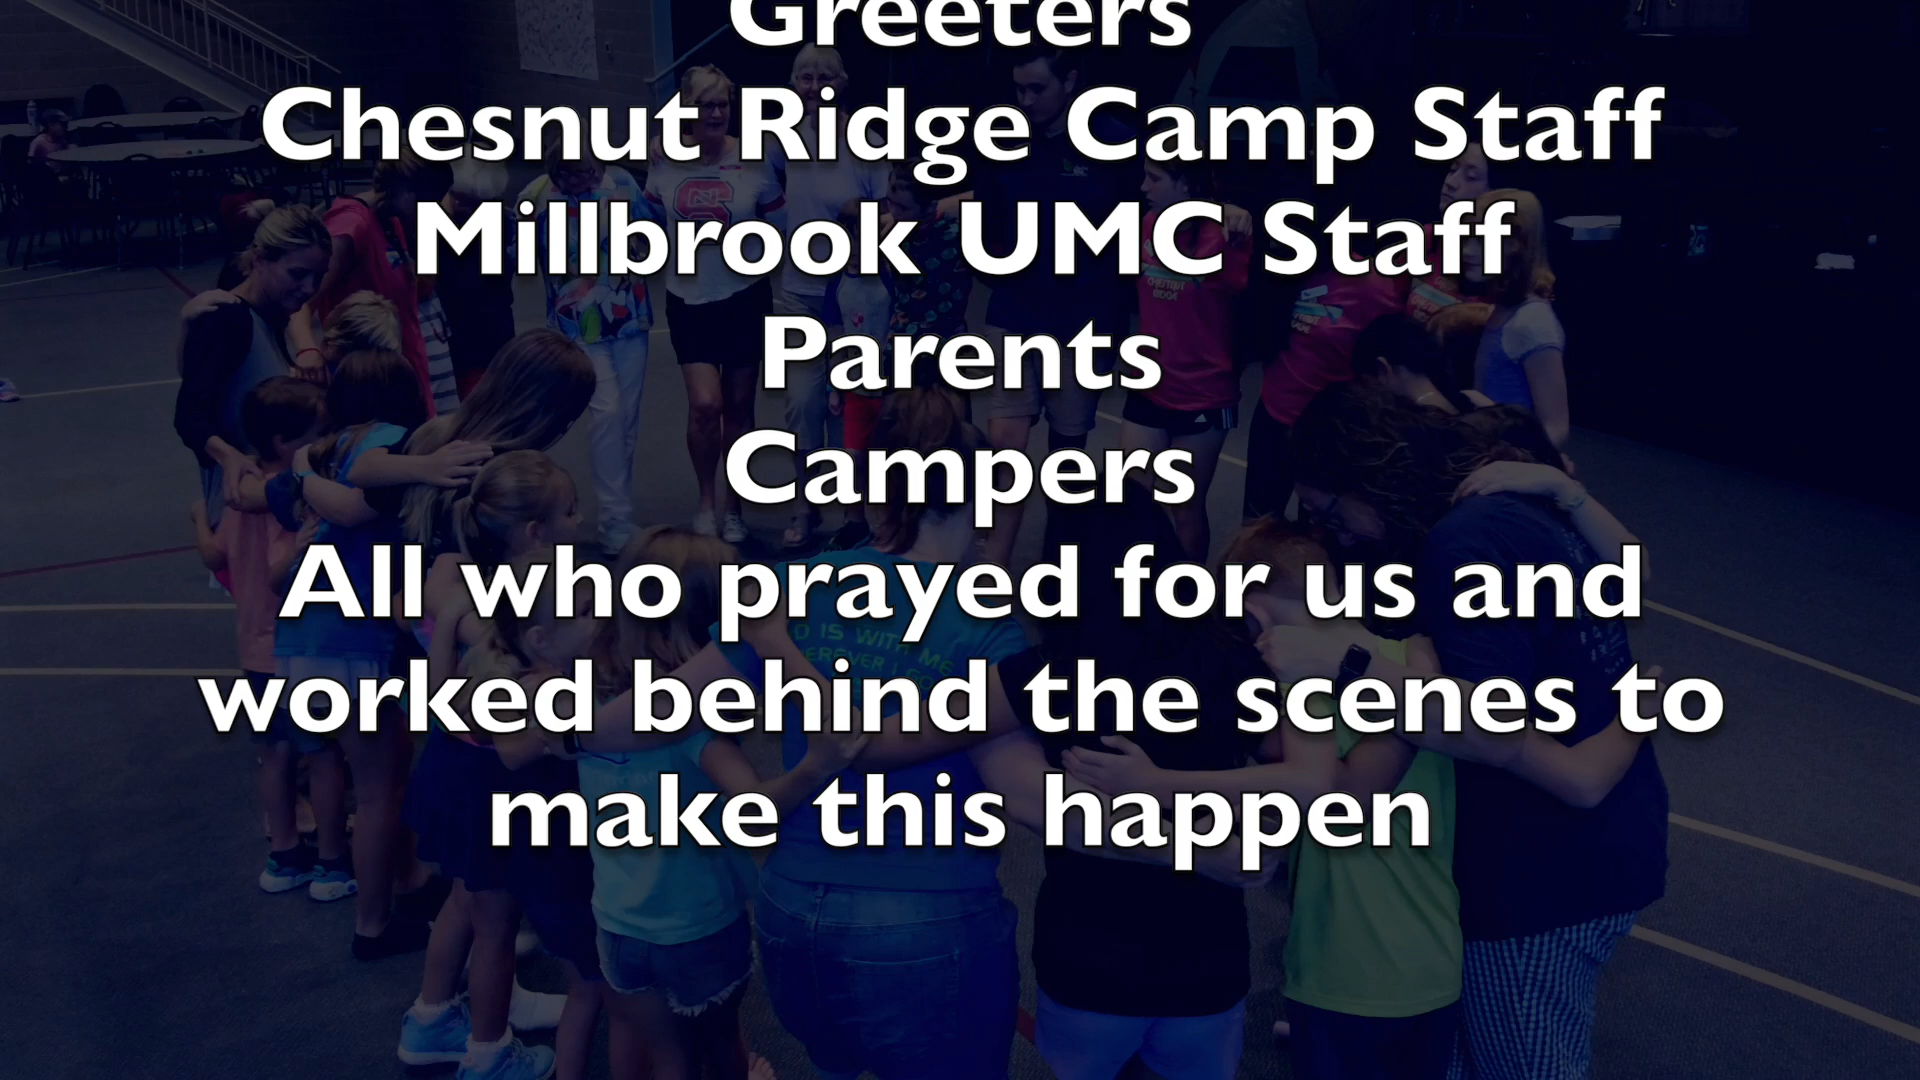 Greeters
Chesnut Ridge Camp Staff
Millbrook UMC Staff
Parents
Campers
All who prayed for us and
worked behind the scenes to
make this happen